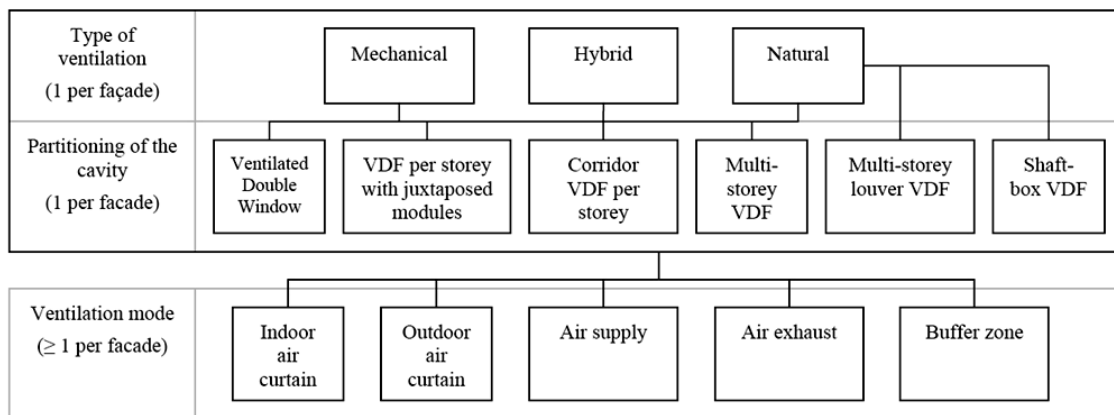 Type of
ventilation
(1 per façade)
Mechanical
Hybrid
Natural
Partitioning of the
cavity
(1 per facade)
Ventilated
Double
Window
VDF per storey
with juxtaposed
modules
Corridor
VDF per
storey
Multi-
storey
VDF
Multi-storey
louver VDF
Shaft-
box VDF
Ventilation mode
(≥ 1 per facade)
Indoor
air
curtain
Outdoor
air
curtain
Air supply
Air exhaust
Buffer zone